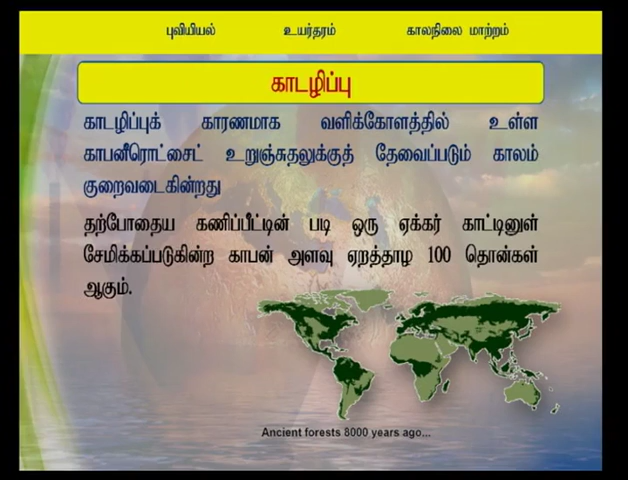 புவியியல் உயர்தரம் காலநிலை மாற்றம்
காடழிப்பு
காடழிப்புக் காரணமாக வளிக்கோளத்தில் உள்ள
காபனீரொட்சைட் உறுஞ்சுதலுக்குத் தேவைப்படும் காலம்
குறைவடைகின்றது
தற்போதைய கணிப்பீட்டின் படி ஒரு ஏக்கர் காட்டினுள்
சேமிக்கப்படுகின்ற காபன் அளவு ஏறத்தாழ 100 தொன்கள்
ஆகும்.
Ancient forests 8000 years ago...